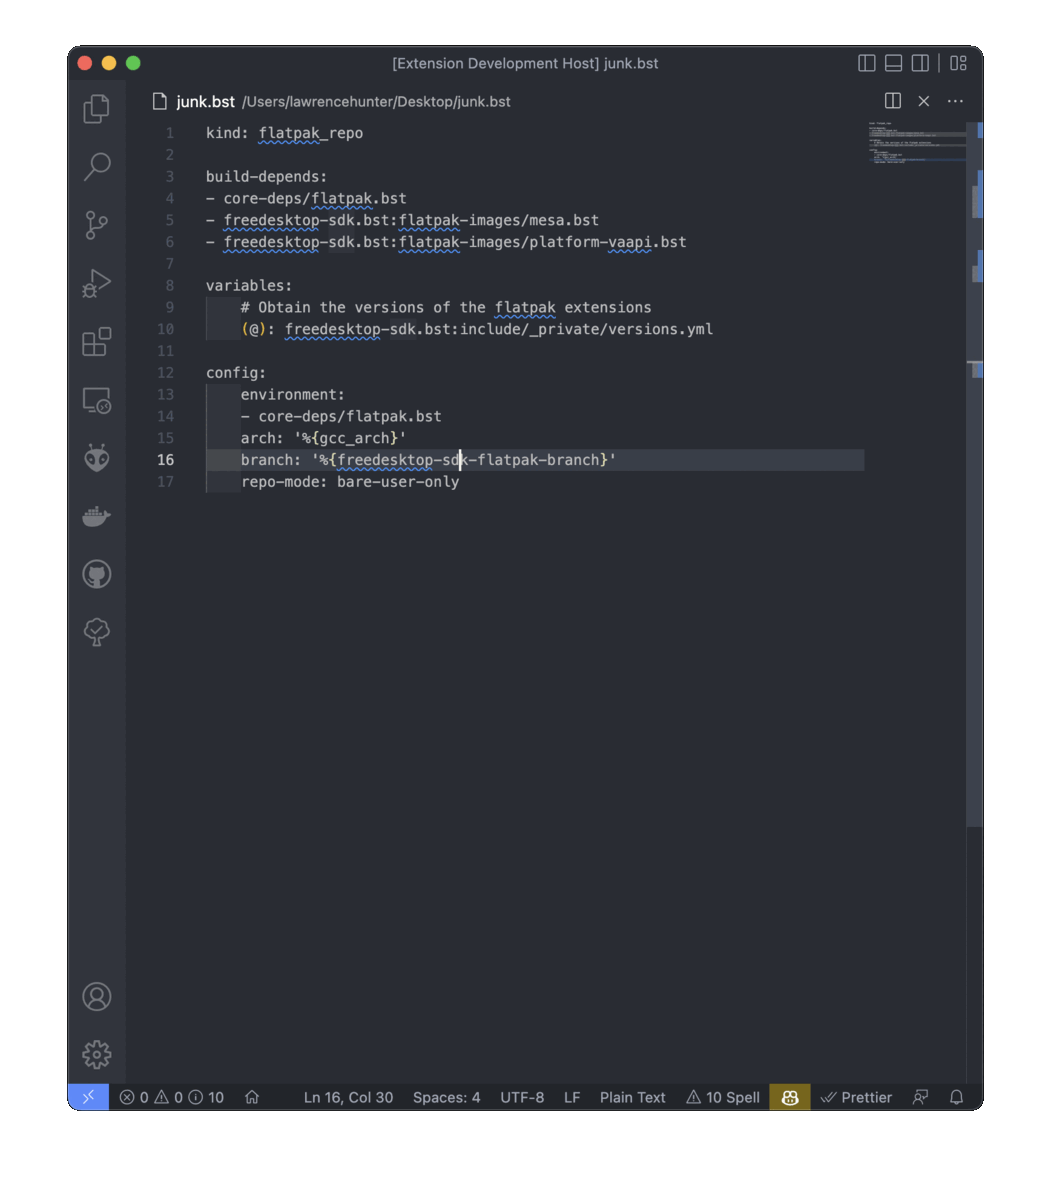 [Extension Development Host] junk.bst
junk.bst /Users/lawrencehunter/Desktop/junk.bst
1 kind: flatpak_repo
2
3 build-depends:
4 - core-deps/flatpak.bst
5 - freedesktop-sdk.bst:flatpak-images/mesa.bst
6 - freedesktop-sdk.bst:flatpak-images/platform-vaapi.bst
7
8 variables:
9     # Obtain the versions of the flatpak extensions
10     (@): freedesktop-sdk.bst:include/_private/versions.yml
11
12 config:
13     environment:
14     - core-deps/flatpak.bst
15     arch: '%{gcc_arch}'
16     branch: '%{freedesktop-sdk-flatpak-branch}'
17     repo-mode: bare-user-only
0 0 10 Ln 16, Col 30 Spaces: 4 UTF-8 LF Plain Text 10 Spell Prettier